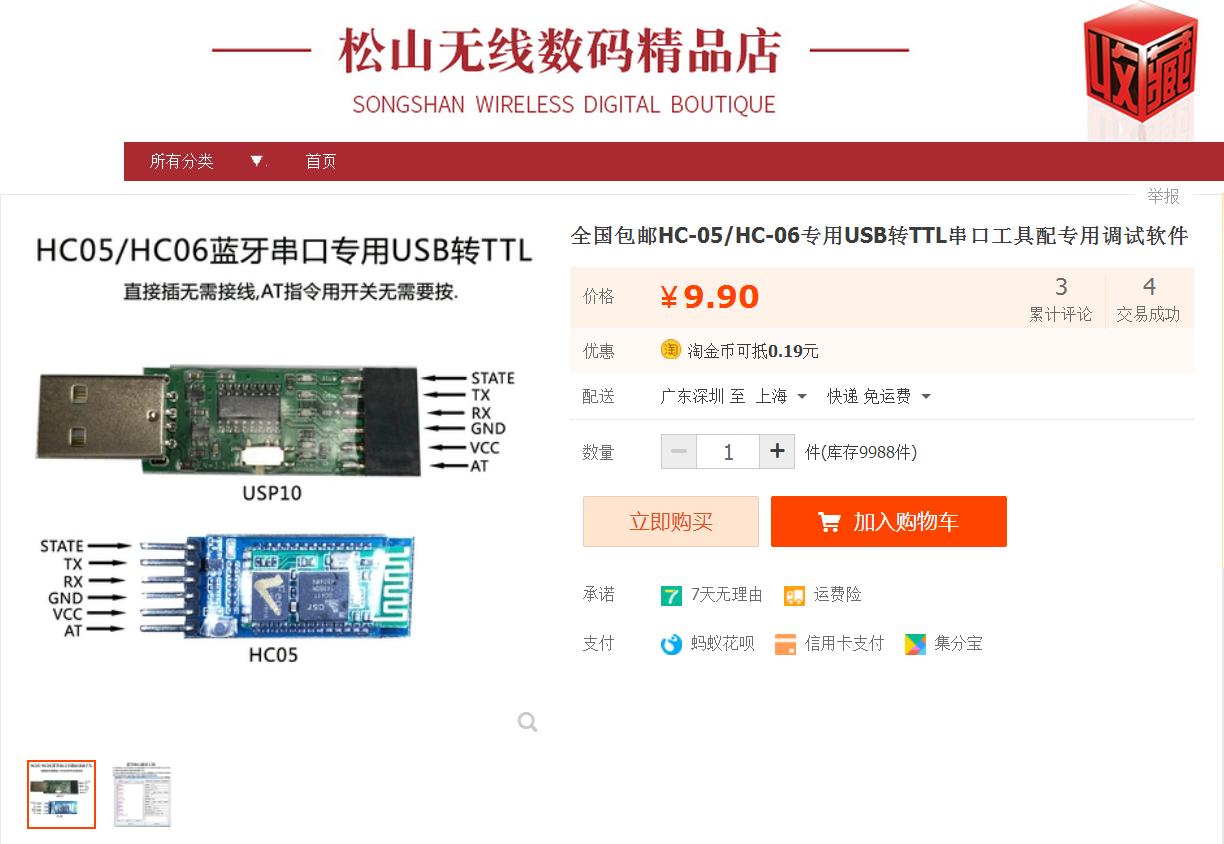 松山无线数码精品店
SONGSHAN WIRELESS DIGITAL BOUTIQUE
收藏
所有分类 ▼ 首页
举报
HC05/HC06蓝牙串口专用USB转TTL
直接插无需接线,AT指令用开关无需要按.
STATE
TX
RX
GND
VCC
AT
USP10
STATE
TX
RX
GND
VCC
AT
HC05
全国包邮HC-05/HC-06专用USB转TTL串口工具配专用调试软件
价格 ¥9.90
3
累计评论
4
交易成功
优惠 淘 淘金币可抵0.19元
配送 广东深圳 至 上海 快递 免运费
数量 1 件(库存9988件)
立即购买 加入购物车
承诺 7 7天无理由 运费险
支付 蚂蚁花呗 信用卡支付 集分宝